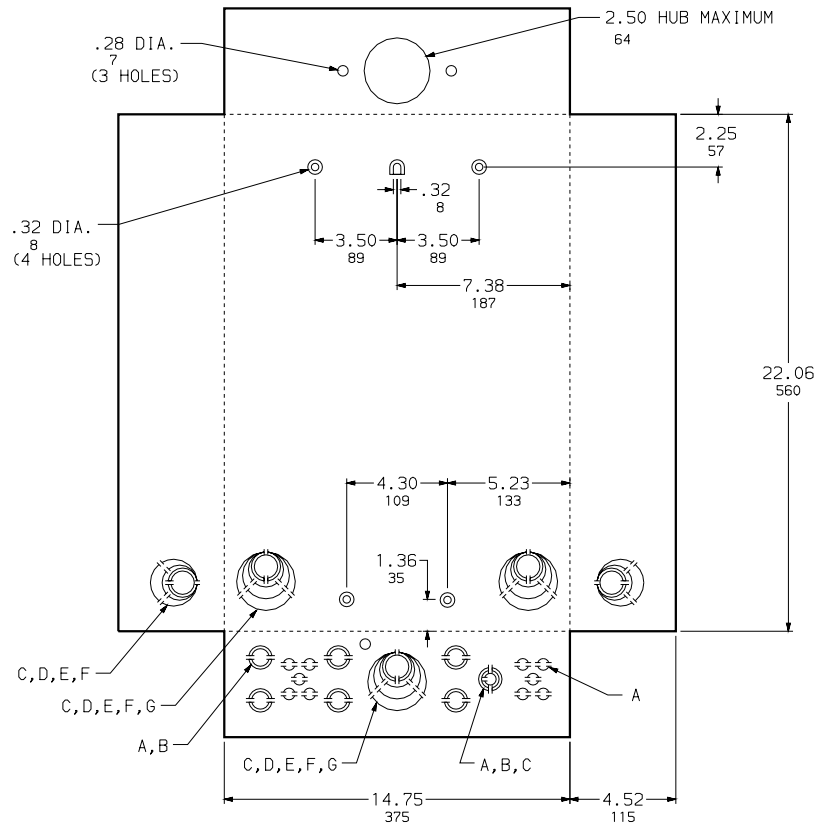 2.50 HUB MAXIMUM
64
.28 DIA.
7
(3 HOLES)
2.25
57
.32
8
.32 DIA.
8
(4 HOLES)
3.50
89
3.50
89
7.38
187
22.06
560
4.30
109
5.23
133
1.36
35
C,D,E,F
C,D,E,F,G
A,B
C,D,E,F,G
A,B,C
A
14.75
375
4.52
115